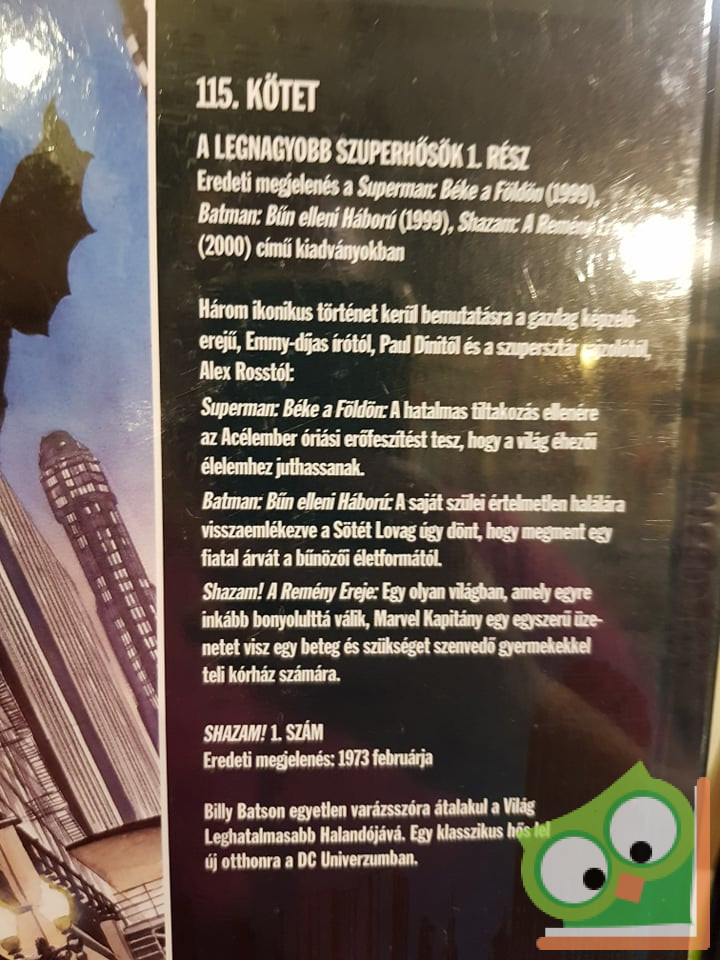 115. KÖTET
A LEGNAGYOBB SZUPERHŐSÖK 1. RÉSZ
Eredeti megjelenés a Superman: Béke a Földön (1999),
Batman: Bűn elleni Háború (1999), Shazam: A Remény
(2000) című kiadványokban
Három ikonikus történet kerül bemutatásra a gazdag képzelő-
erejű, Emmy-díjas írótól, Paul Dinitől és a szupersztár
Alex Rosstól:
Superman: Béke a Földön: A hatalmas tiltakozás ellenére
az Acélember óriási erőfeszítést tesz, hogy a világ éhezői
élelemhez juthassanak.
Batman: Bűn elleni Háború: A saját szülei értelmetlen halálára
visszaemlékezve a Sötét Lovag úgy dönt, hogy megment egy
fiatal árvát a bűnözői életformától.
Shazam! A Remény Ereje: Egy olyan világban, amely egyre
inkább bonyolulttá válik, Marvel Kapitány egy egyszerű üze-
netet visz egy beteg és szükséget szenvedő gyermekekkel
teli kórház számára.
SHAZAM! 1. SZÁM
Eredeti megjelenés: 1973 februárja
Billy Batson egyetlen varázsszóra átalakul a Világ
Leghatalmasabb Halandójává. Egy klasszikus hős lel
új otthonra a DC Univerzumban.